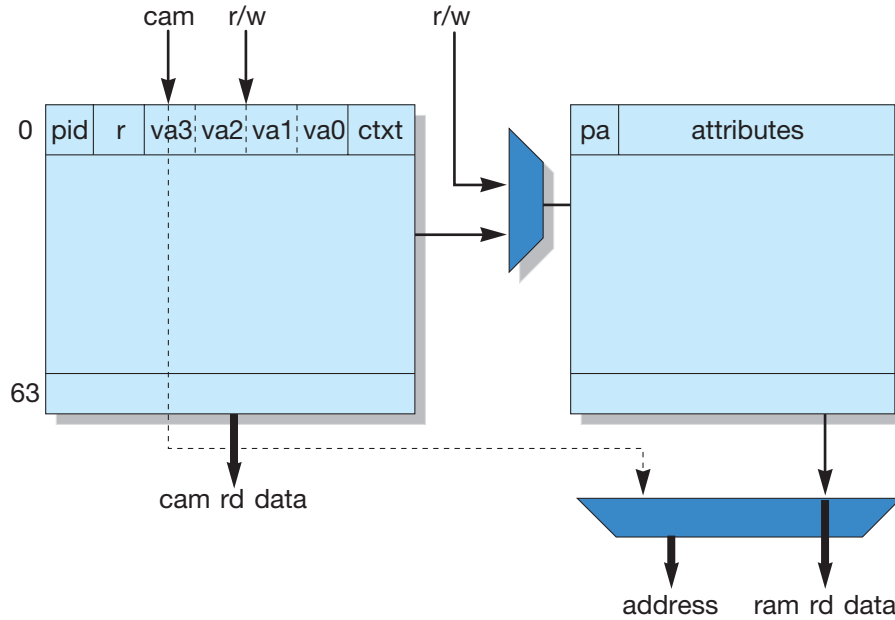 cam r/w r/w
0 pid r va3 va2 va1 va0 ctxt pa attributes
63
cam rd data
address ram rd data